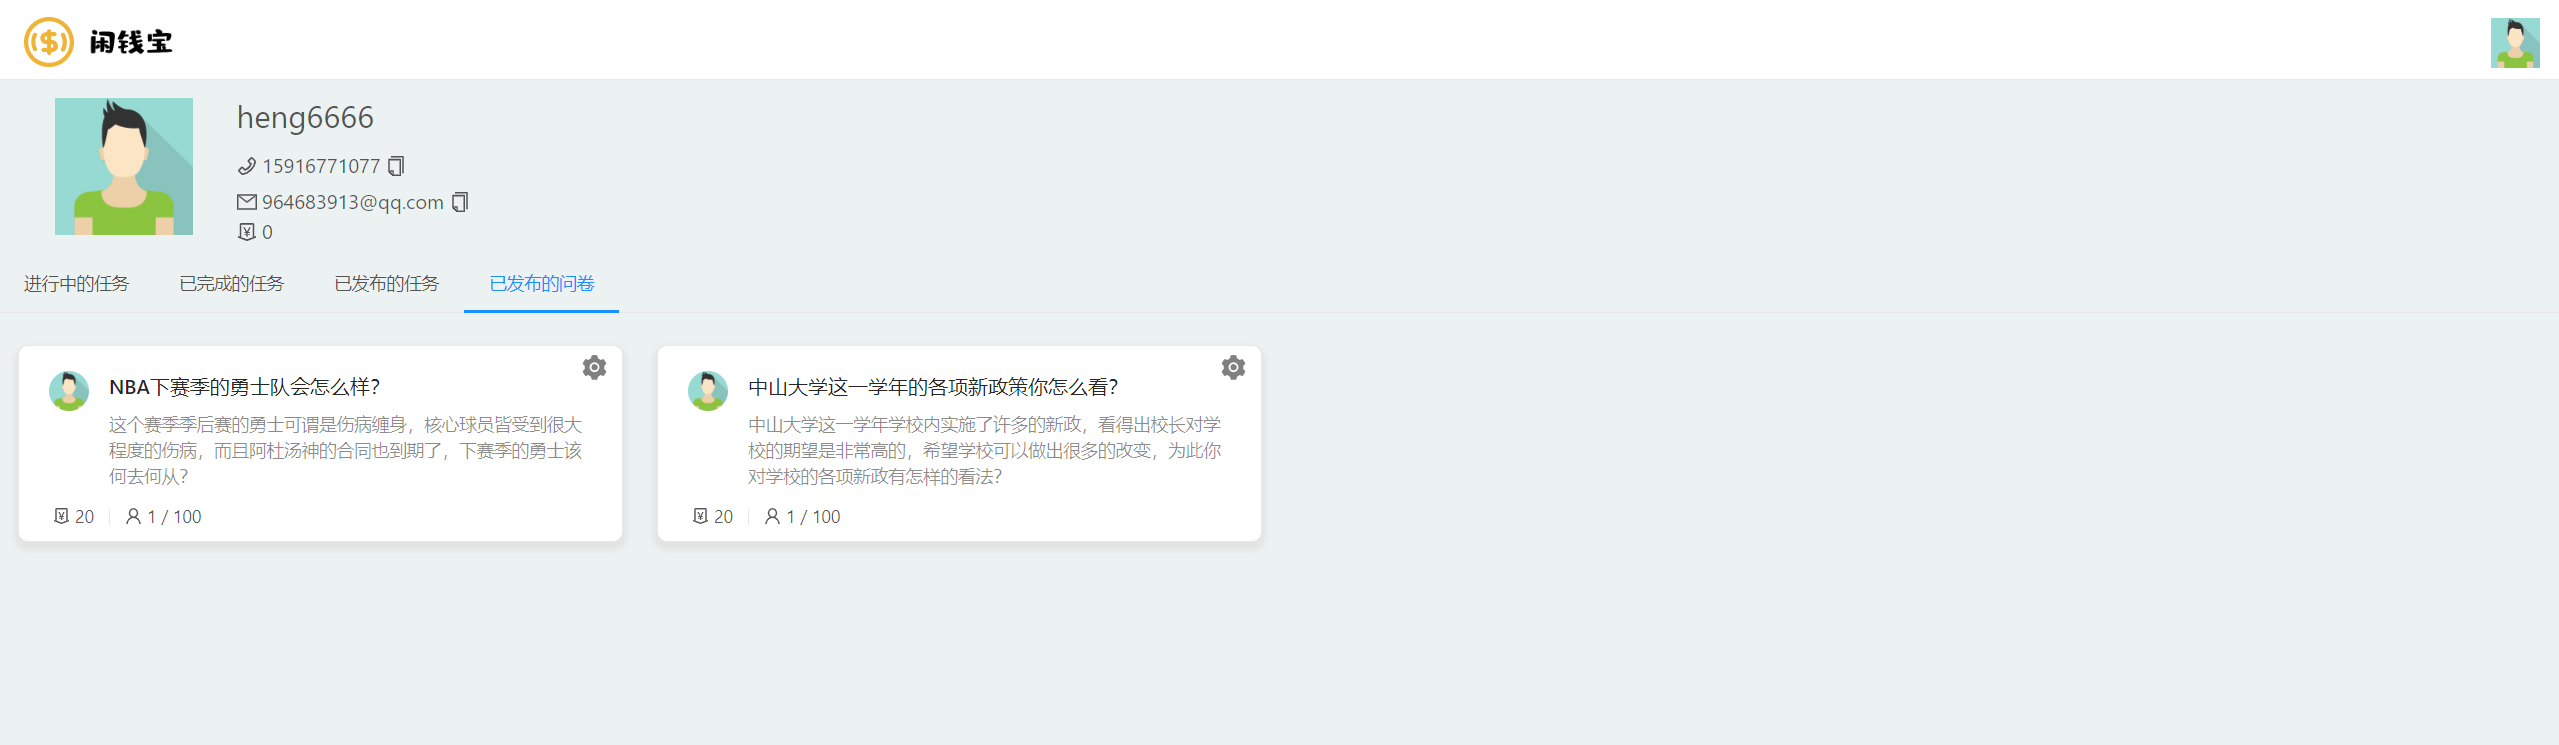 闲钱宝
heng6666
15916771077
964683913@qq.com
0
进行中的任务 已完成的任务 已发布的任务 已发布的问卷
NBA下赛季的勇士队会怎么样？
这个赛季季后赛的勇士可谓是伤病缠身，核心球员皆受到很大
程度的伤病，而且阿杜汤神的合同也到期了，下赛季的勇士该
何去何从？
20 1 / 100
中山大学这一学年的各项新政策你怎么看？
中山大学这一学年学校内实施了许多的新政，看得出校长对学
校的期望是非常高的，希望学校可以做出很多的改变，为此你
对学校的各项新政有怎样的看法？
20 1 / 100